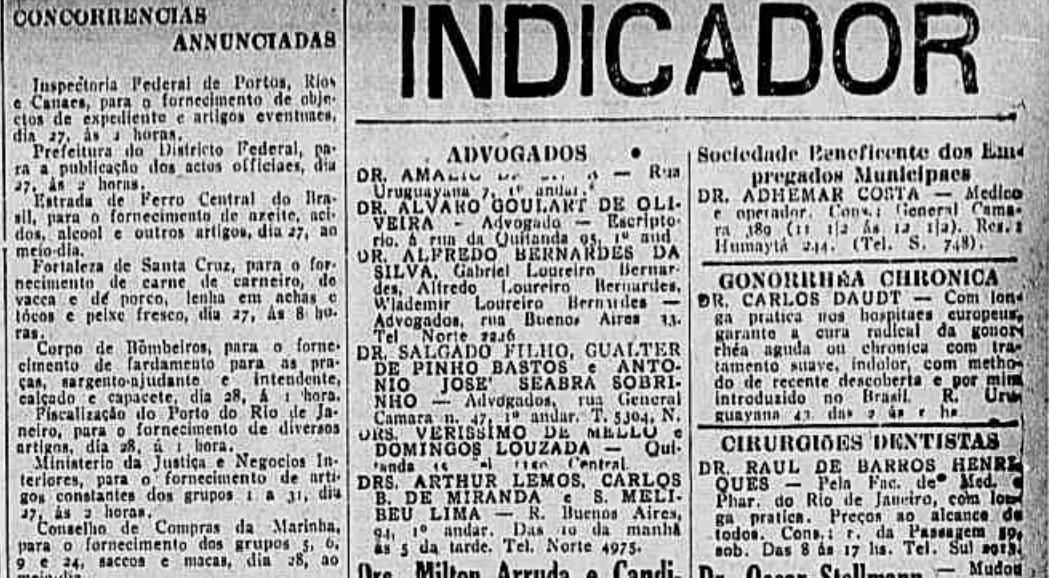 CONCORRENCIAS
ANNUNCIADAS
Inspectoria Federal de Portos, Rios
e Canaes, para o fornecimento de obje-
ctos de expediente e artigos eventuaes,
dia 27, ás 2 horas.
Prefeitura do Districto Federal, pa-
ra a publicação dos actos officiaes, dia
27, ás 2 horas.
Estrada de Ferro Central do Bra-
sil, para o fornecimento de azeite, aci-
dos, alcool e outros artigos, dia 27, ao
meio-dia.
Fortaleza de Santa Cruz, para o for-
necimento de carne de carneiro, de
vacca e de porco, lenha em achas e
tócos e peixe fresco, dia 27, ás 8 ho-
ras.
Corpo de Bombeiros, para o forne-
cimento de fardamento para as pra-
ças, sargento-ajudante e intendente,
calçado e capacete, dia 28, á 1 hora.
Fiscalização do Porto do Rio de Ja-
neiro, para o fornecimento de diversos
artigos, dia 28, á 1 hora.
Ministerio da Justiça e Negocios In-
teriores, para o fornecimento de arti-
gos constantes dos grupos 1 a 31, dia
27, ás 2 horas.
Conselho de Compras da Marinha,
para o fornecimento dos grupos 5, 6,
9 e 24, saccos e macas, dia 28, ao
meio-dia.
INDICADOR
ADVOGADOS
DR. AMALIO DA — Rua
Uruguayana 7, 1º andar.
DR. ALVARO GOULART DE OLI-
VEIRA - Advogado — Escripto-
rio, á rua da Quitanda 95, 1º and
DR. ALFREDO BERNARDES DA
SILVA, Gabriel Loureiro Bernar-
des, Alfredo Loureiro Bernardes,
Wlademir Loureiro Bernardes —
Advogados, rua Buenos Aires 13.
Tel Norte
DR. SALGADO FILHO, GUALTER
DE PINHO BASTOS e ANTO-
NIO JOSE' SEABRA SOBRI-
NHO — Advogados, rua General
Camara n. 47, 1º andar. T. 5304, N.
DRS. VERISSIMO DE MELLO e
DOMINGOS LOUZADA — Qui-
tanda Central.
DRS. ARTHUR LEMOS, CARLOS
B. DE MIRANDA e S. MELI-
BEU LIMA — R. Buenos Aires,
94, 1º andar. Das 10 da manhã
ás 5 da tarde. Tel. Norte 4975.
Drs. Milton Arruda e Candi-
Sociedade Beneficente dos Em-
pregados Municipaes
DR. ADHEMAR COSTA — Medico
e operador. Cons.: General Cama-
ra 389 (11 1|2 ás 12 1|2). Res.:
Humaytá 244. (Tel. S. 748).
GONORRHÉA CHRONICA
DR. CARLOS DAUDT — Com lon-
ga pratica nos hospitaes europeus,
garante a cura radical da gonor
rhéa aguda ou chronica com tra-
tamento suave, indolor, com metho-
do de recente descoberta e por mim
introduzido no Brasil. R. Uru-
guayana 43 das
CIRURGIÕES DENTISTAS
DR. RAUL DE BARROS HENRI-
QUES — Pela Fac. de Med. e
Phar. do Rio de Janeiro, com lon-
ga pratica. Preços ao alcance de
todos. Cons.: r. da Passagem
sob. Das 8 ás 17 hs. Tel. Sul
Dr. Oscar Stellmann — Mudou